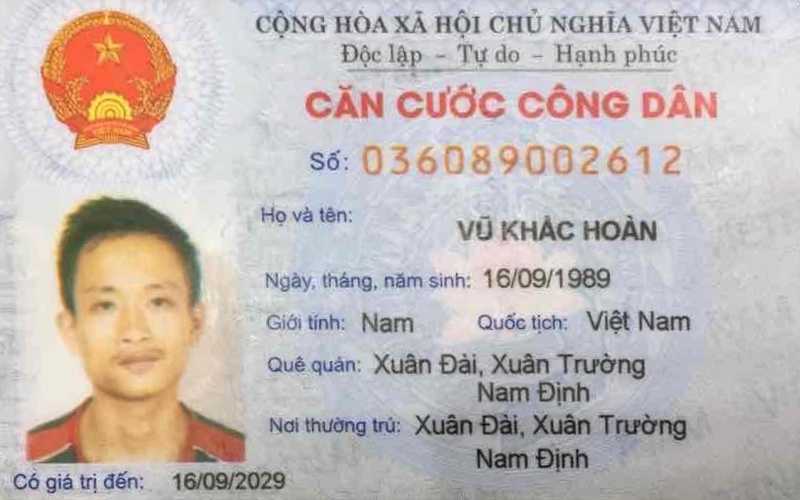 CỘNG HÒA XÃ HỘI CHỦ NGHĨA VIỆT NAM
Độc lập - Tự do - Hạnh phúc
CĂN CƯỚC CÔNG DÂN
Số: 036089002612
Họ và tên:
VŨ KHẮC HOÀN
Ngày, tháng, năm sinh: 16/09/1989
Giới tính: Nam Quốc tịch: Việt Nam
Quê quán: Xuân Đài, Xuân Trường
Nam Định
Nơi thường trú: Xuân Đài, Xuân Trường
Nam Định
Có giá trị đến: 16/09/2029
VIỆT NAM